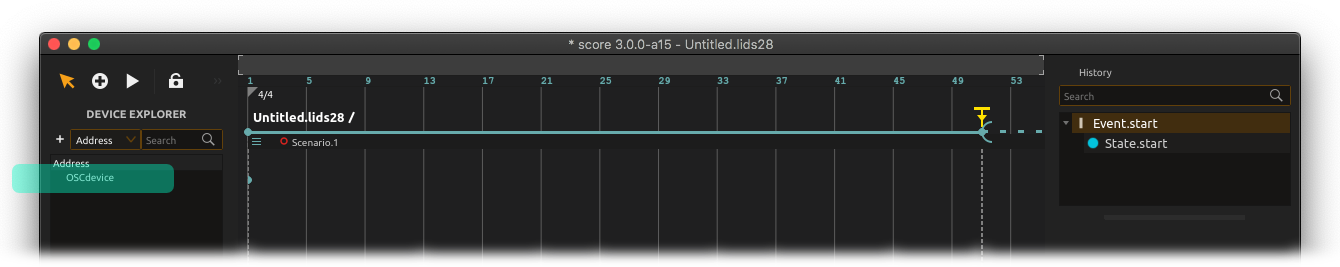 * score 3.0.0-a15 - Untitled.lids28
1 5 9 13 17 21 25 29 33 37 41 45 49 53
4/4
DEVICE EXPLORER
Untitled.lids28 /
+ Address Search
Scenario.1
Address
OSCdevice
History
Search
Event.start
State.start